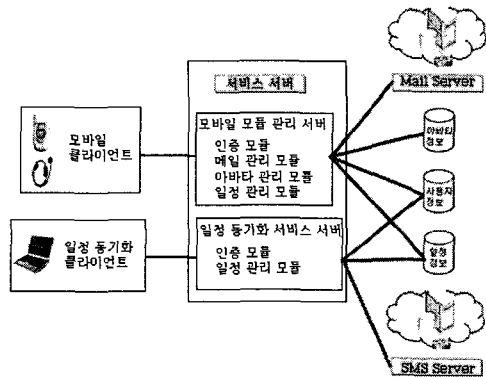 서비스 서버
모바일 모듈 관리 서버
인증 모듈
메일 관리 모듈
아바타 관리 모듈
일정 관리 모듈
일정 동기화 서비스 서버
인증 모듈
일정 관리 모듈
모바일
클라이언트
일정 동기화
클라이언트
Mail Server
아바타
정보
사용자
정보
일정
정보
SMS Server